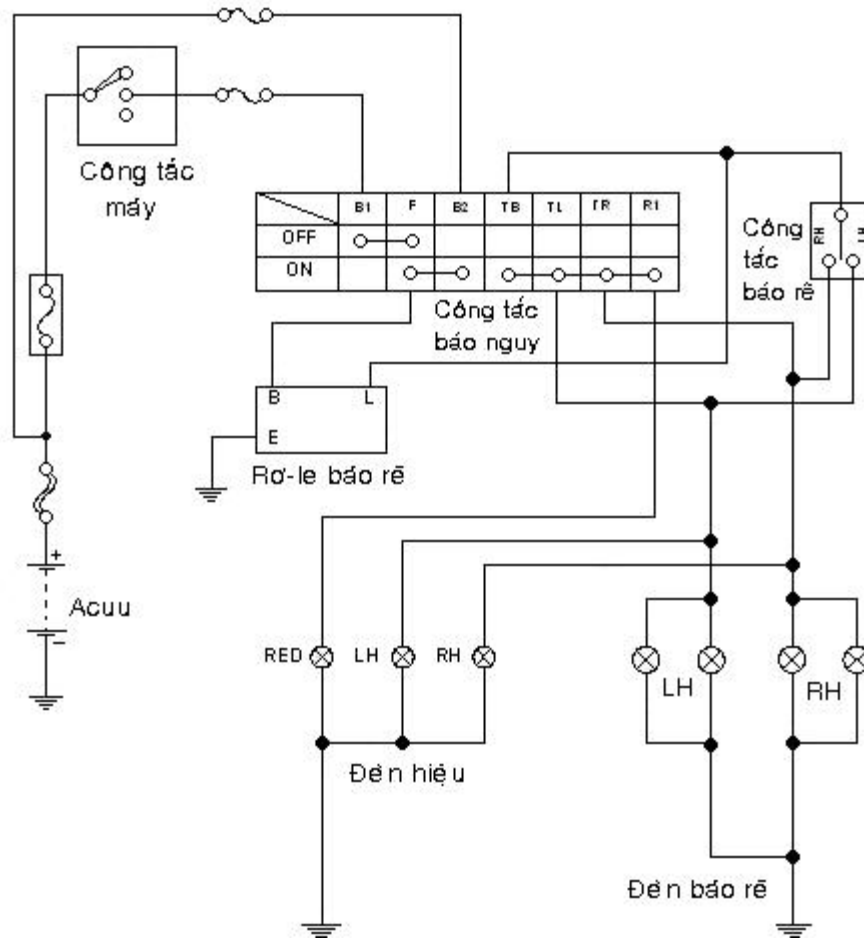 Công tắc
máy
B1 F B2 TB TL TR R1
OFF
ON
Công tắc
báo nguy
RH
Công
tắc
báo rẽ
B L
E
Rơ-le báo rẽ
+
Acuu
−
RED LH RH
LH RH
Đèn hiệu
Đèn báo rẽ